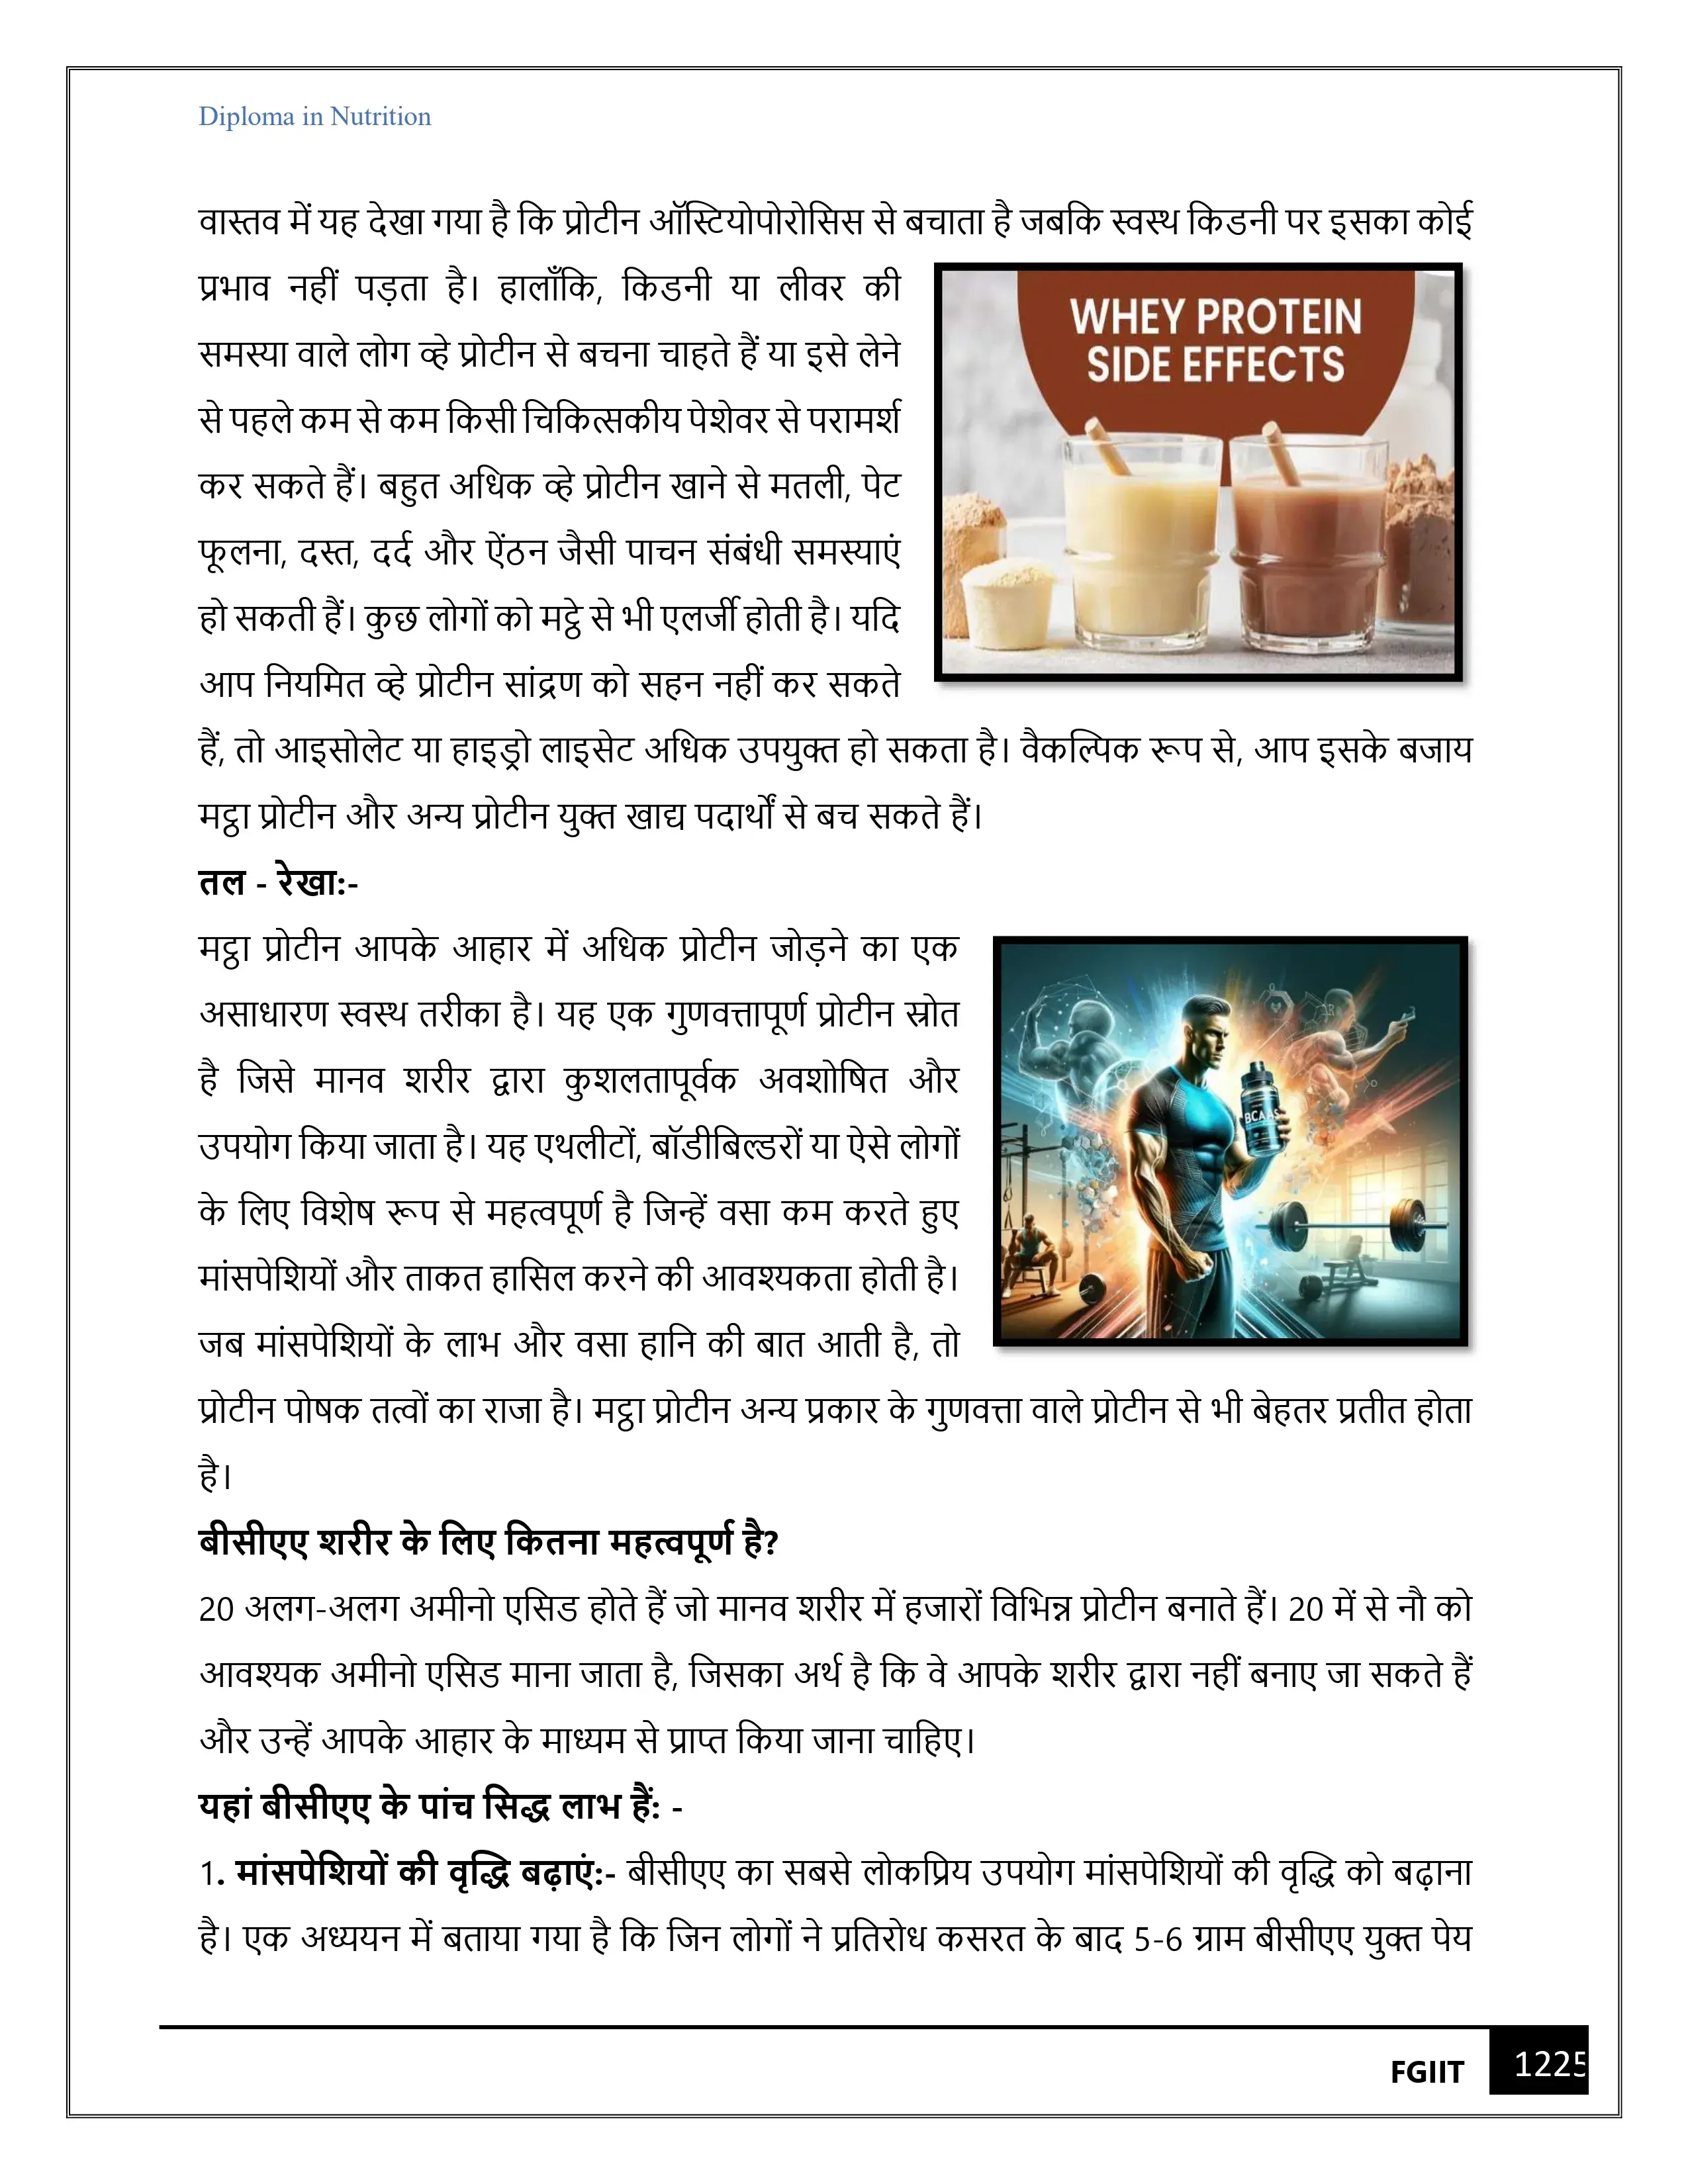 Diploma in Nutrition
वास्तव में यह देखा गया है कि प्रोटीन ऑस्टियोपोरोसिस से बचाता है जबकि स्वस्थ किडनी पर इसका कोई
प्रभाव नहीं पड़ता है। हालाँकि, किडनी या लीवर की
समस्या वाले लोग व्हे प्रोटीन से बचना चाहते हैं या इसे लेने
से पहले कम से कम किसी चिकित्सकीय पेशेवर से परामर्श
कर सकते हैं। बहुत अधिक व्हे प्रोटीन खाने से मतली, पेट
फूलना, दस्त, दर्द और ऐंठन जैसी पाचन संबंधी समस्याएं
हो सकती हैं। कुछ लोगों को मट्ठे से भी एलर्जी होती है। यदि
आप नियमित व्हे प्रोटीन सांद्रण को सहन नहीं कर सकते
WHEY PROTEIN
SIDE EFFECTS
हैं, तो आइसोलेट या हाइड्रो लाइसेट अधिक उपयुक्त हो सकता है। वैकल्पिक रूप से, आप इसके बजाय
मट्ठा प्रोटीन और अन्य प्रोटीन युक्त खाद्य पदार्थों से बच सकते हैं।
तल - रेखा:-
मट्ठा प्रोटीन आपके आहार में अधिक प्रोटीन जोड़ने का एक
असाधारण स्वस्थ तरीका है। यह एक गुणवत्तापूर्ण प्रोटीन स्रोत
है जिसे मानव शरीर द्वारा कुशलतापूर्वक अवशोषित और
उपयोग किया जाता है। यह एथलीटों, बॉडीबिल्डरों या ऐसे लोगों
के लिए विशेष रूप से महत्वपूर्ण है जिन्हें वसा कम करते हुए
मांसपेशियों और ताकत हासिल करने की आवश्यकता होती है।
जब मांसपेशियों के लाभ और वसा हानि की बात आती है, तो
BCAAS
प्रोटीन पोषक तत्वों का राजा है। मट्ठा प्रोटीन अन्य प्रकार के गुणवत्ता वाले प्रोटीन से भी बेहतर प्रतीत होता
है।
बीसीएए शरीर के लिए कितना महत्वपूर्ण है?
20 अलग-अलग अमीनो एसिड होते हैं जो मानव शरीर में हजारों विभिन्न प्रोटीन बनाते हैं। 20 में से नौ को
आवश्यक अमीनो एसिड माना जाता है, जिसका अर्थ है कि वे आपके शरीर द्वारा नहीं बनाए जा सकते हैं
और उन्हें आपके आहार के माध्यम से प्राप्त किया जाना चाहिए।
यहां बीसीएए के पांच सिद्ध लाभ हैं: -
1. मांसपेशियों की वृद्धि बढ़ाएं:- बीसीएए का सबसे लोकप्रिय उपयोग मांसपेशियों की वृद्धि को बढ़ाना
है। एक अध्ययन में बताया गया है कि जिन लोगों ने प्रतिरोध कसरत के बाद 5-6 ग्राम बीसीएए युक्त पेय
FGIIT 1225